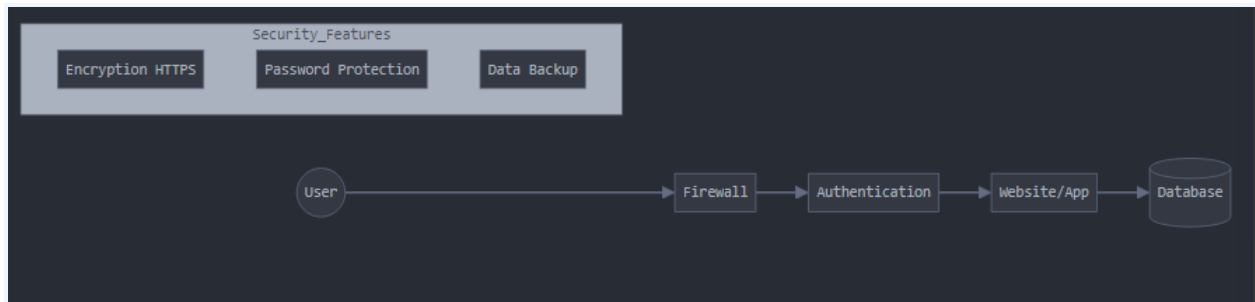 Security_Features
Encryption HTTPS
Password Protection
Data Backup
User
Firewall
Authentication
Website/App
Database